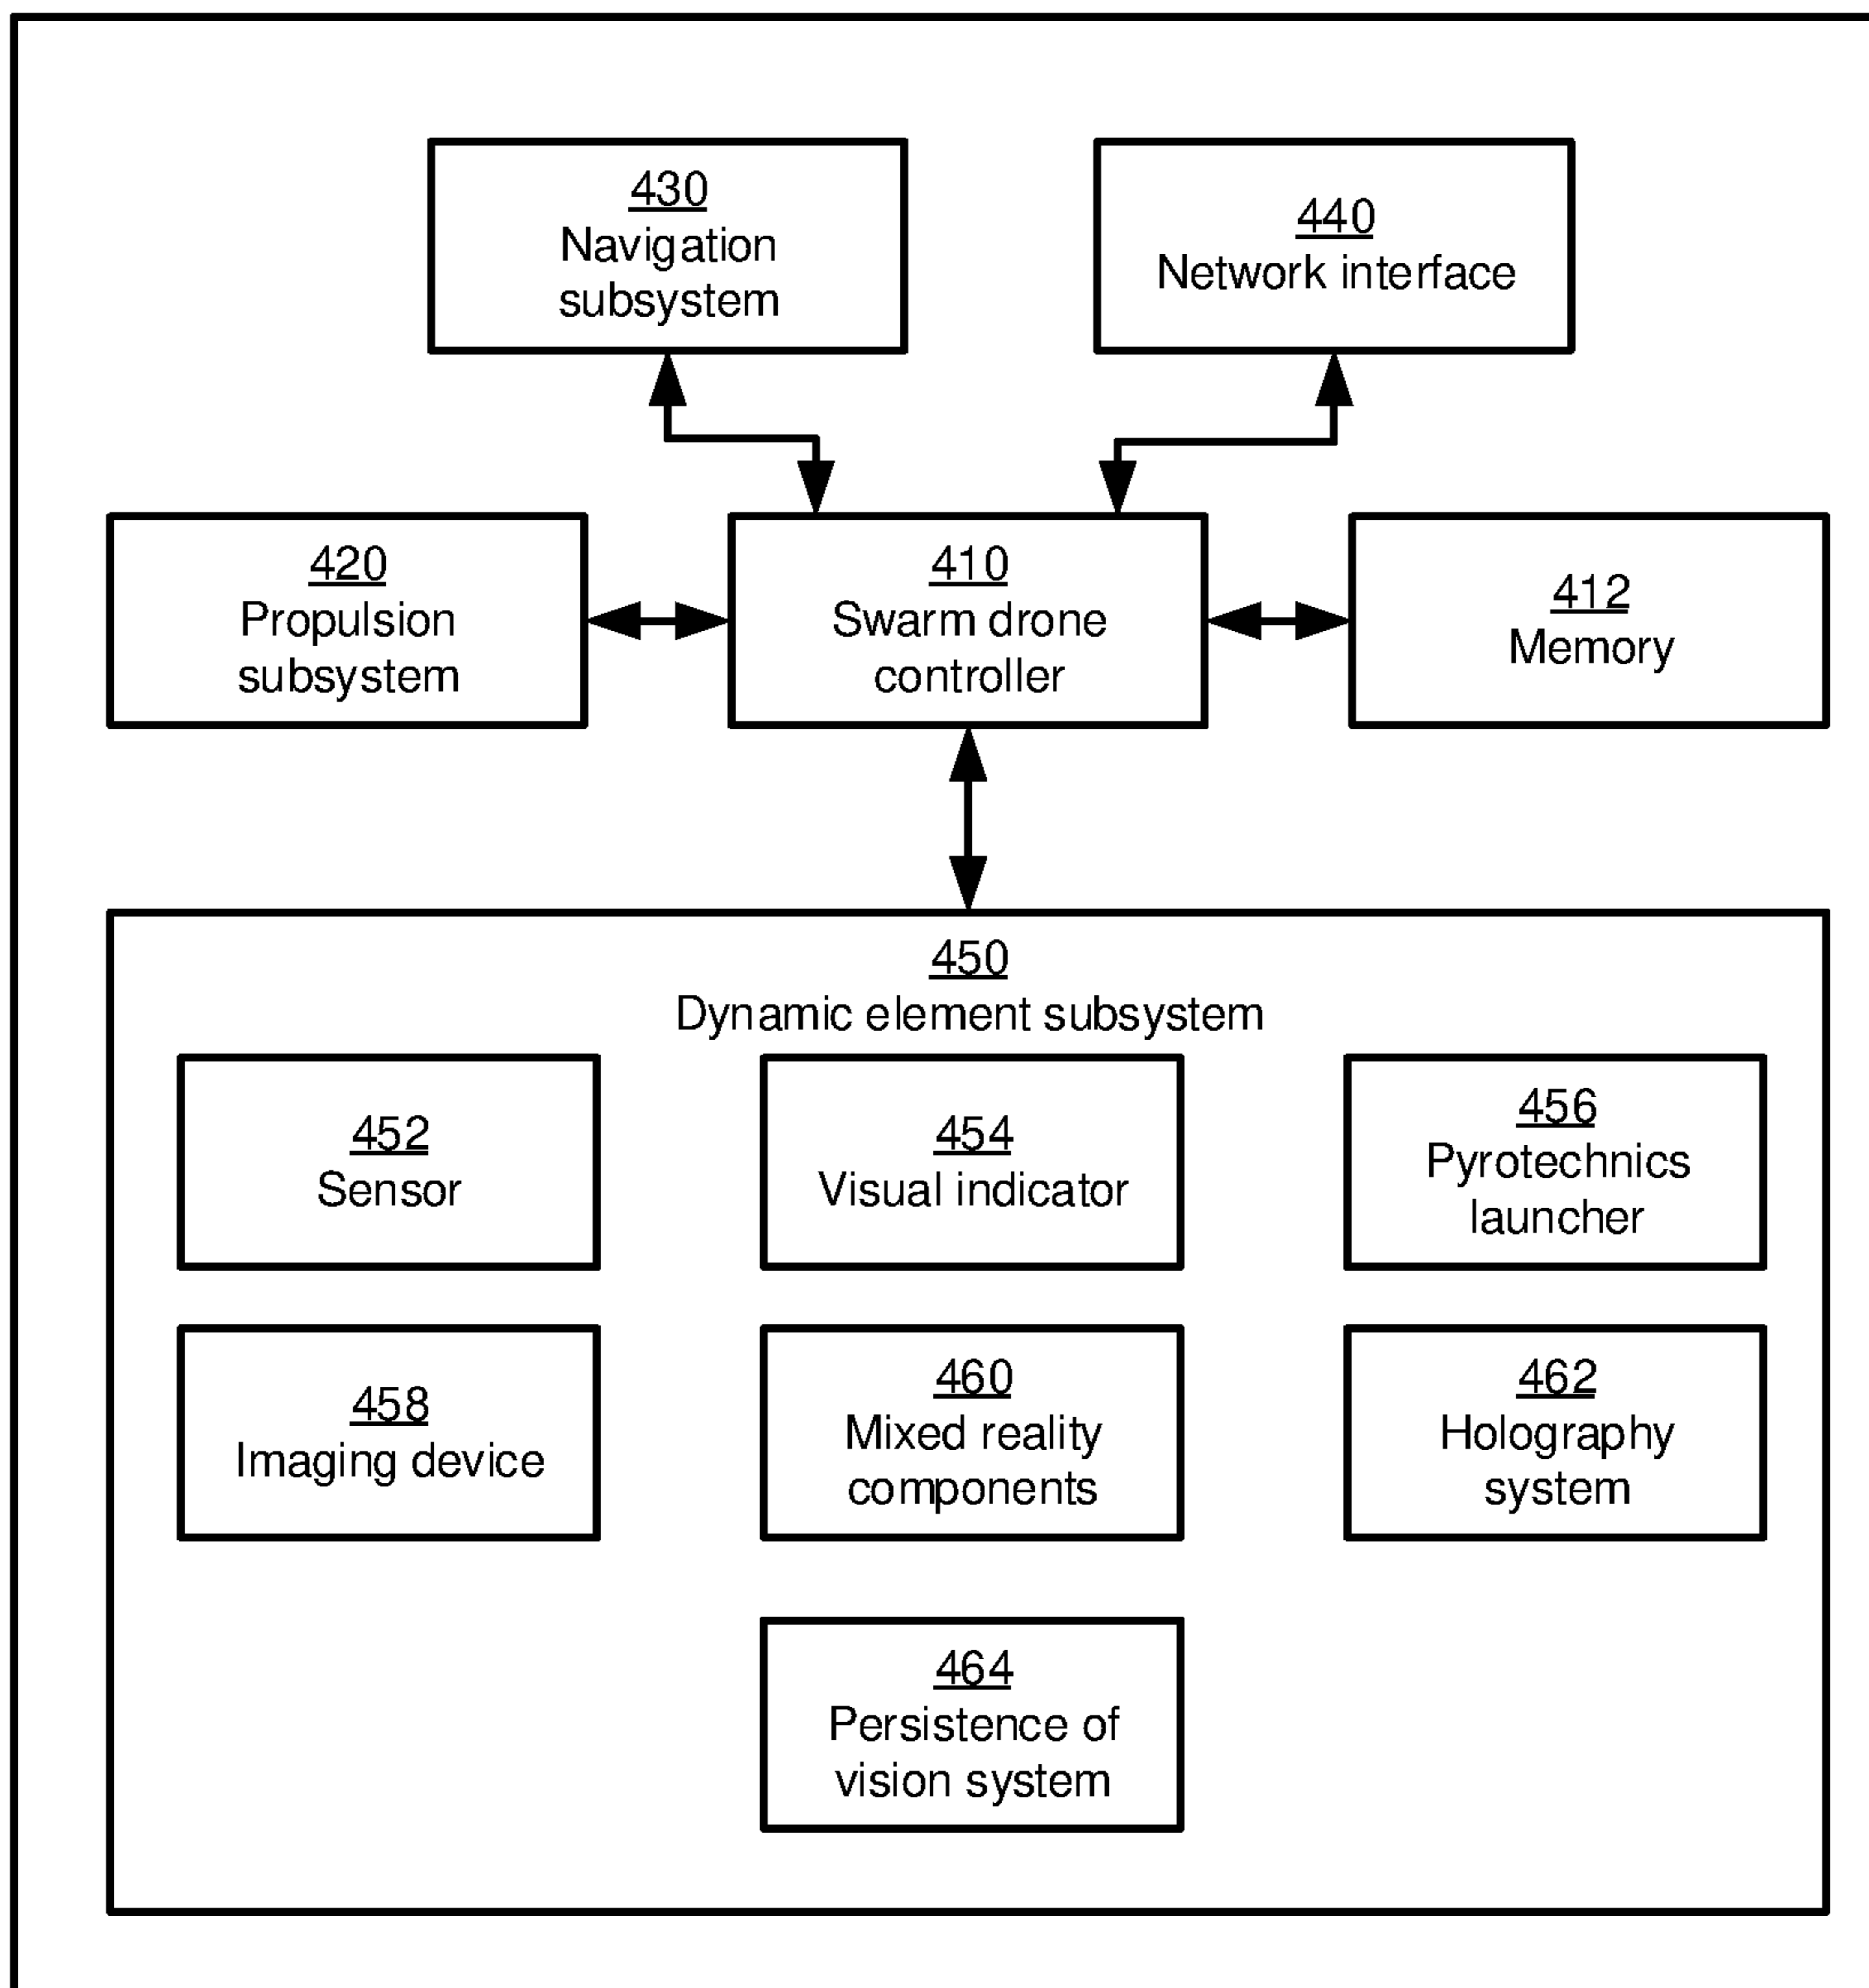 430
Navigation
subsystem
440
Network interface
420
Propulsion
subsystem
410
Swarm drone
controller
412
Memory
450
Dynamic element subsystem
452
Sensor
454
Visual indicator
456
Pyrotechnics
launcher
458
Imaging device
460
Mixed reality
components
462
Holography
system
464
Persistence of
vision system